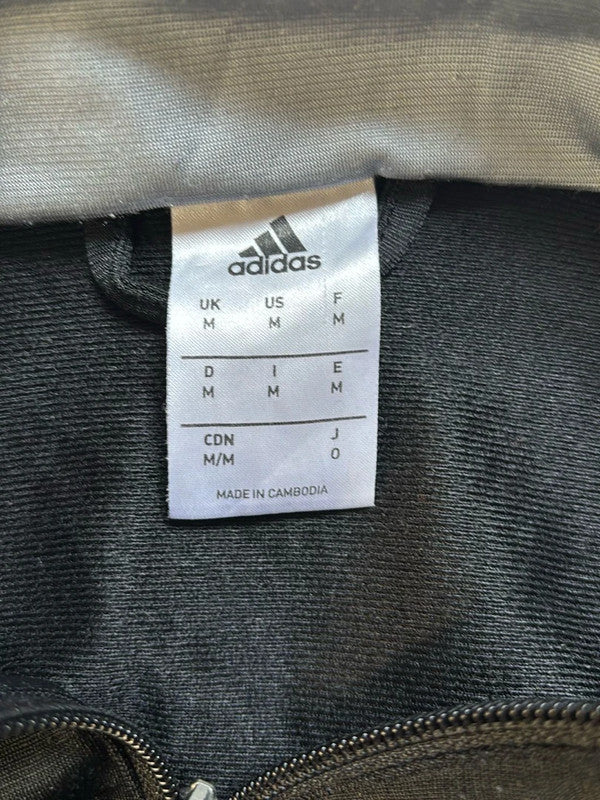 adidas
UK US F
M M M
D I E
M M M
CDN J
M/M O
MADE IN CAMBODIA